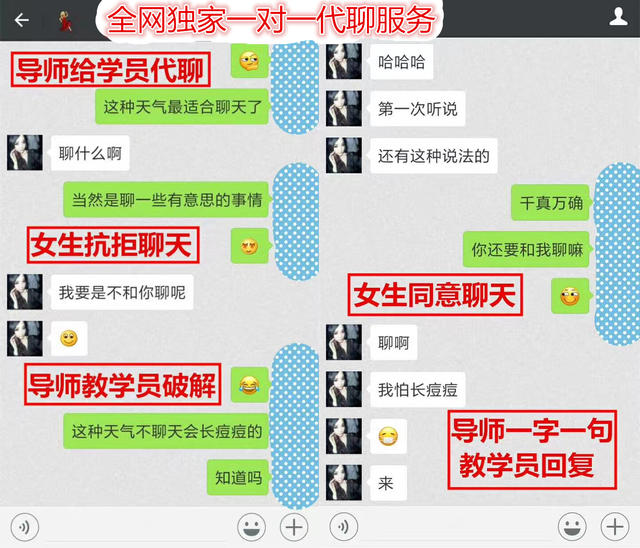 全网独家一对一代聊服务
导师给学员代聊
这种天气最适合聊天了
聊什么啊
当然是聊一些有意思的事情
女生抗拒聊天
我要是不和你聊呢
导师教学员破解
这种天气不聊天会长痘痘的
知道吗
哈哈哈
第一次听说
还有这种说法的
千真万确
你还要和我聊嘛
女生同意聊天
聊啊
我怕长痘痘
导师一字一句
教学员回复
来